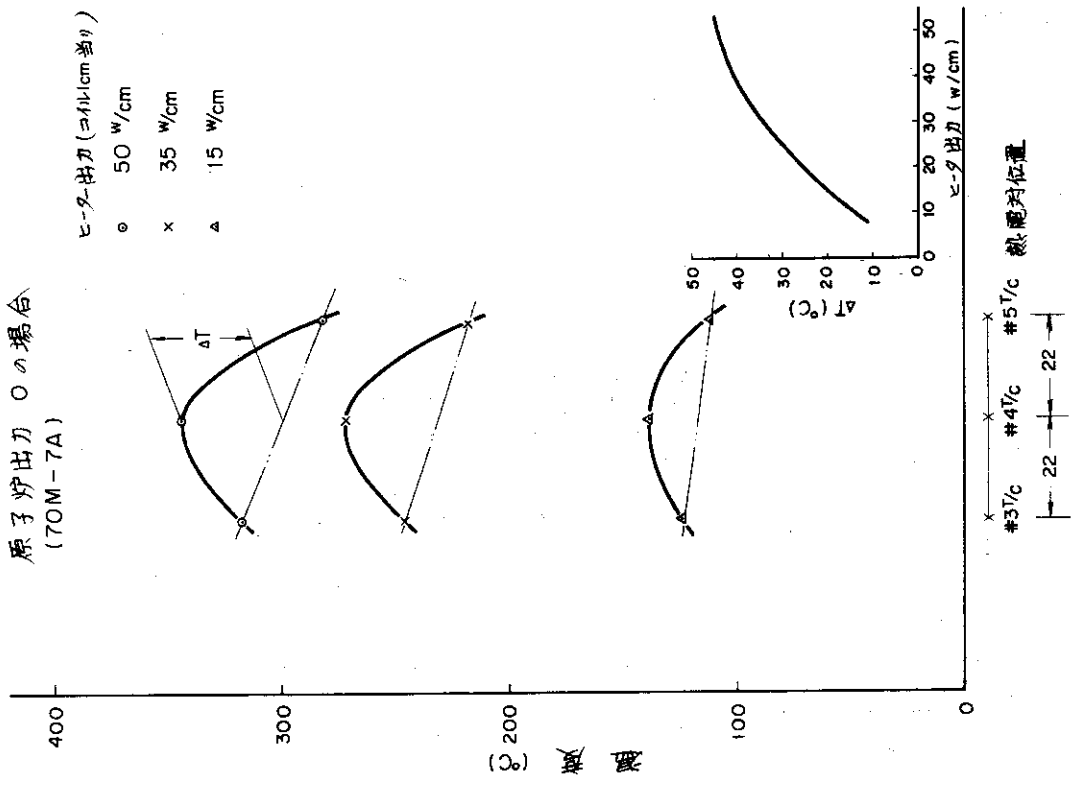 原子炉出力 0の場合
(70M-7A)
ヒーター出力(コイル1cm当り)
⊙ 50 W/cm
× 35 W/cm
△ 15 W/cm
ΔT
400
300
200
100
0
温度 (°C)
ΔT (°C)
50
40
30
20
10
0
0 10 20 30 40 50
ヒータ出力 (W/cm)
#3T/C #4T/C #5T/C 熱電対位置
22 22